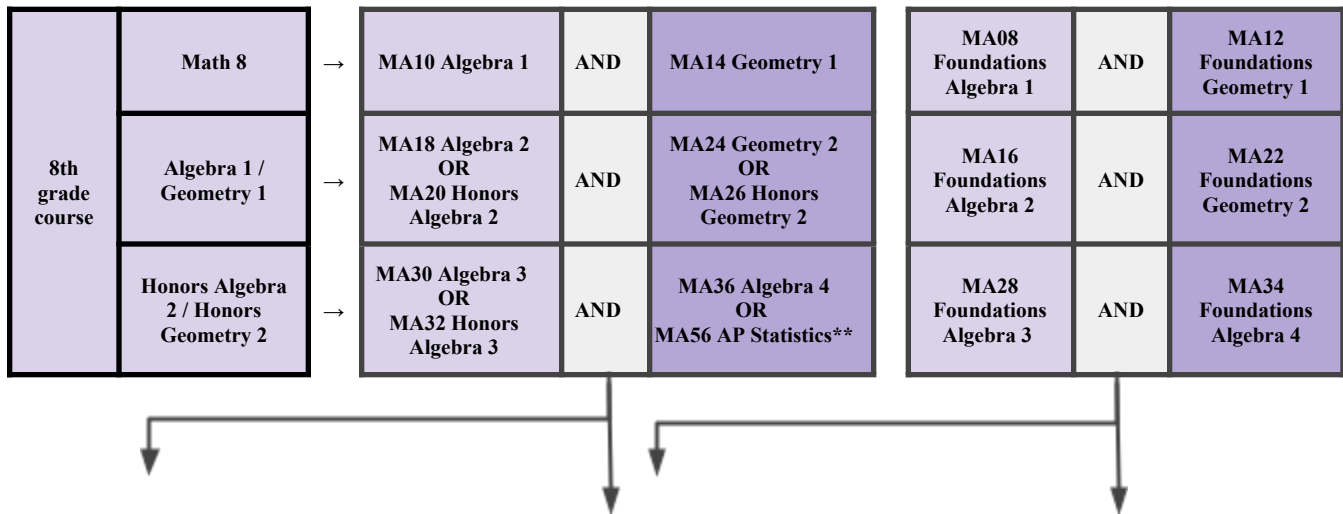 8th
grade
course
Math 8
→
MA10 Algebra 1
AND
MA14 Geometry 1
MA08
Foundations
Algebra 1
AND
MA12
Foundations
Geometry 1
Algebra 1 /
Geometry 1
→
MA18 Algebra 2
OR
MA20 Honors
Algebra 2
AND
MA24 Geometry 2
OR
MA26 Honors
Geometry 2
MA16
Foundations
Algebra 2
AND
MA22
Foundations
Geometry 2
Honors Algebra
2 / Honors
Geometry 2
→
MA30 Algebra 3
OR
MA32 Honors
Algebra 3
AND
MA36 Algebra 4
OR
MA56 AP Statistics**
MA28
Foundations
Algebra 3
AND
MA34
Foundations
Algebra 4